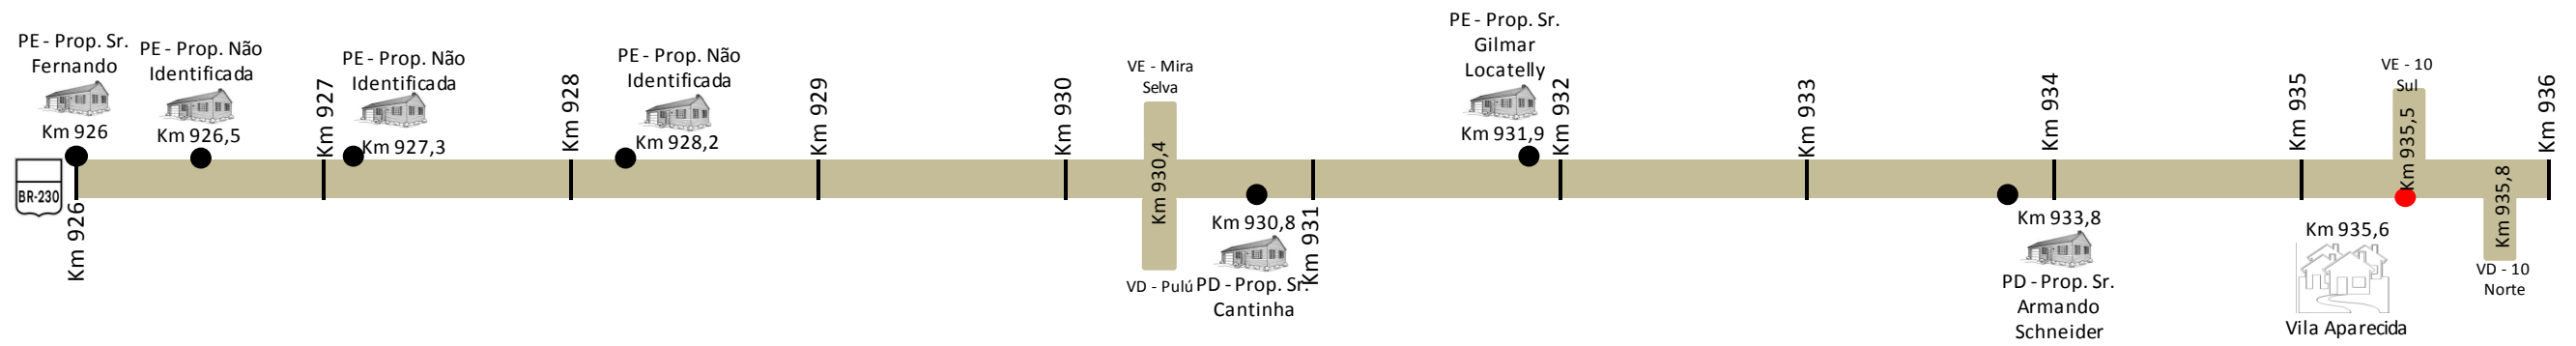 PE - Prop. Sr.
Fernando
Km 926
PE - Prop. Não
Identificada
Km 926,5
Km 927
PE - Prop. Não
Identificada
Km 927,3
Km 928
PE - Prop. Não
Identificada
Km 928,2
Km 929
Km 930
VE - Mira
Selva
Km 930,4
VD - Pulú
PE - Prop. Sr.
Gilmar
Locatelly
Km 931,9
Km 932
Km 933
Km 934
Km 935
VE - 10
Sul
Km 935,5
Km 936
BR-230
Km 926
Km 930,8
PD - Prop. Sr.
Cantinha
Km 931
Km 933,8
PD - Prop. Sr.
Armando
Schneider
Km 935,6
Vila Aparecida
Km 935,8
VD - 10
Norte